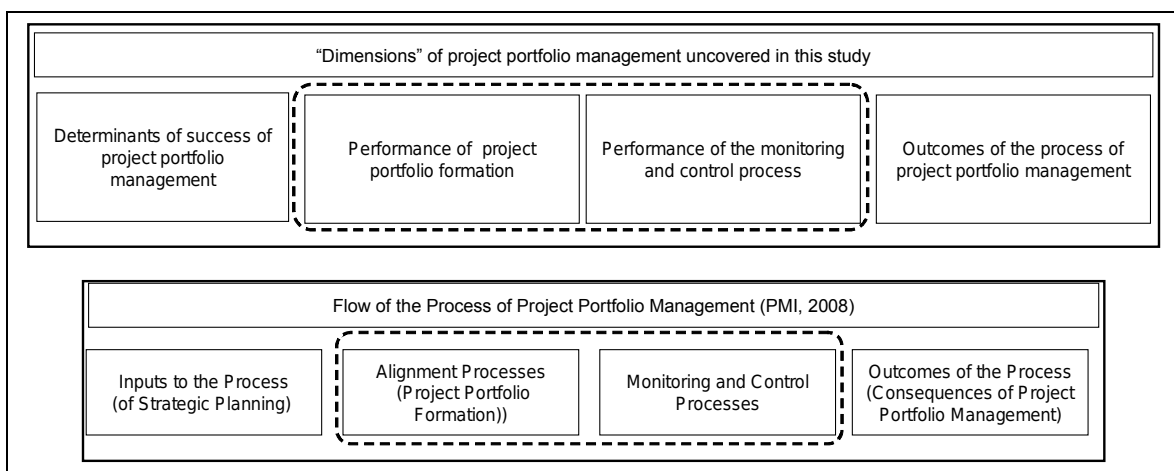 “Dimensions” of project portfolio management uncovered in this study
Determinants of success of
project portfolio
management
Performance of project
portfolio formation
Performance of the monitoring
and control process
Outcomes of the process of
project portfolio management
Flow of the Process of Project Portfolio Management (PMI, 2008)
Inputs to the Process
(of Strategic Planning)
Alignment Processes
(Project Portfolio
Formation))
Monitoring and Control
Processes
Outcomes of the Process
(Consequences of Project
Portfolio Management)